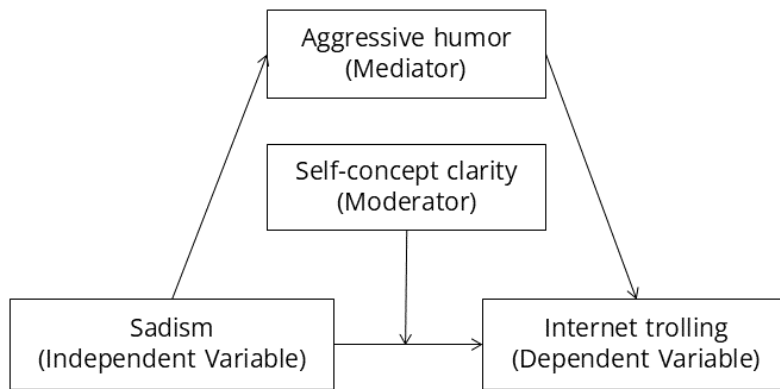 Aggressive humor
(Mediator)
Self-concept clarity
(Moderator)
Sadism
(Independent Variable)
Internet trolling
(Dependent Variable)